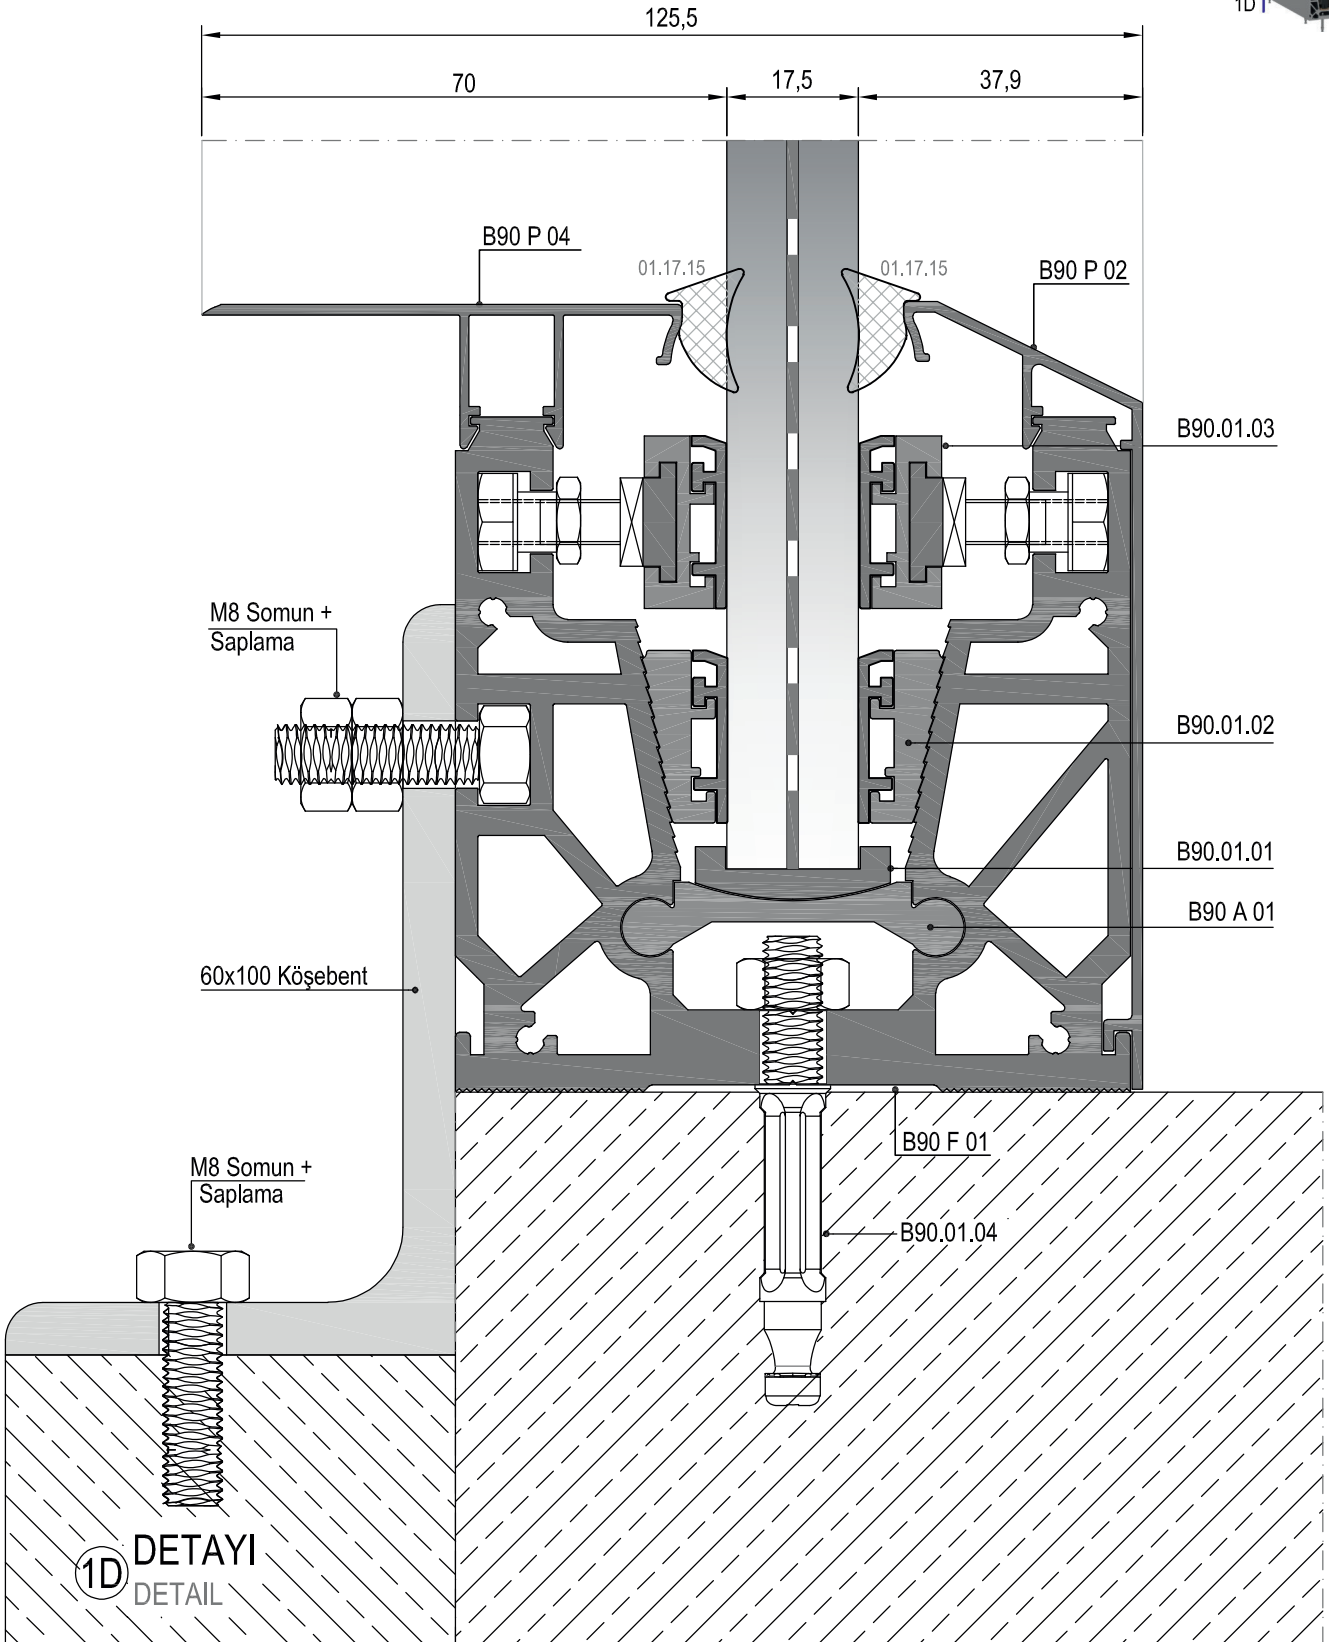 1D
125,5
70
17,5
37,9
B90 P 04
01.17.15
01.17.15
B90 P 02
B90.01.03
M8 Somun +
Saplama
B90.01.02
B90.01.01
B90 A 01
60x100 Köşebent
B90 F 01
M8 Somun +
Saplama
B90.01.04
1D
DETAYI
DETAIL